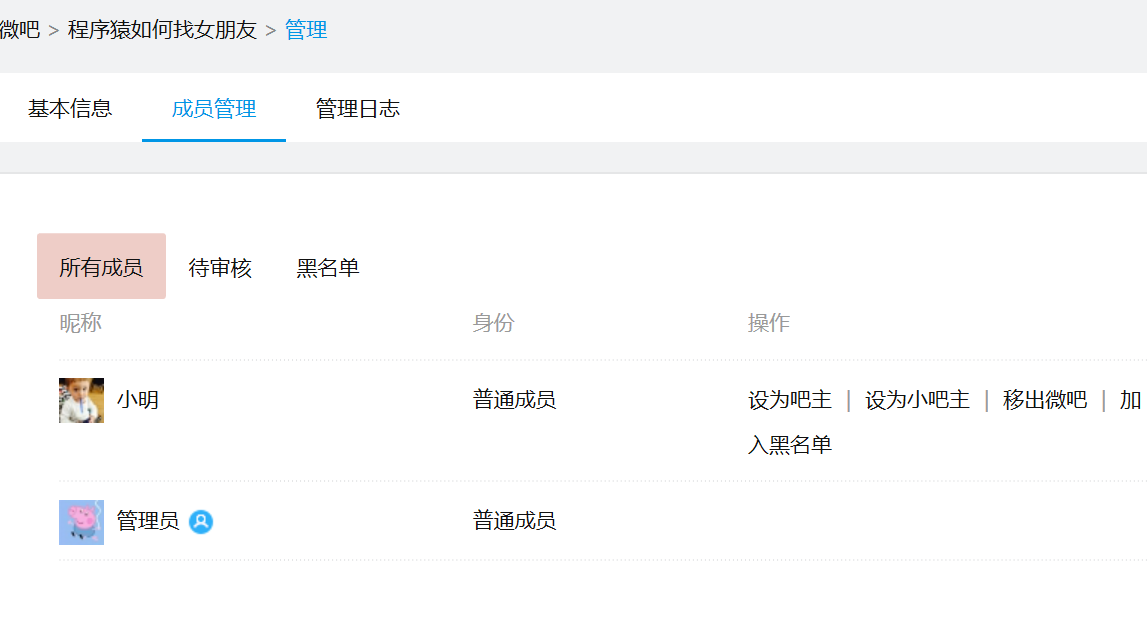 微吧 > 程序猿如何找女朋友 > 管理
基本信息 成员管理 管理日志
所有成员 待审核 黑名单
昵称 身份 操作
小明 普通成员 设为吧主 | 设为小吧主 | 移出微吧 | 加
入黑名单
管理员 普通成员